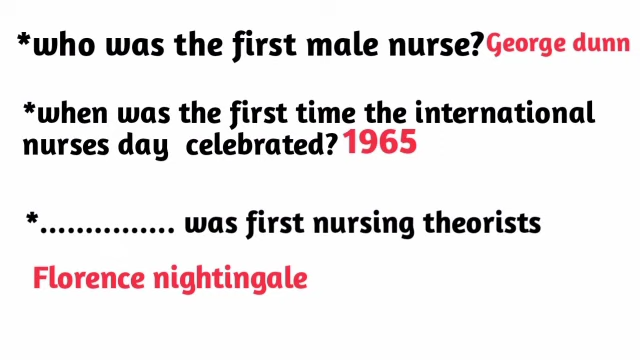 *who was the first male nurse? George dunn
*when was the first time the international
nurses day celebrated? 1965
*............... was first nursing theorists
Florence nightingale